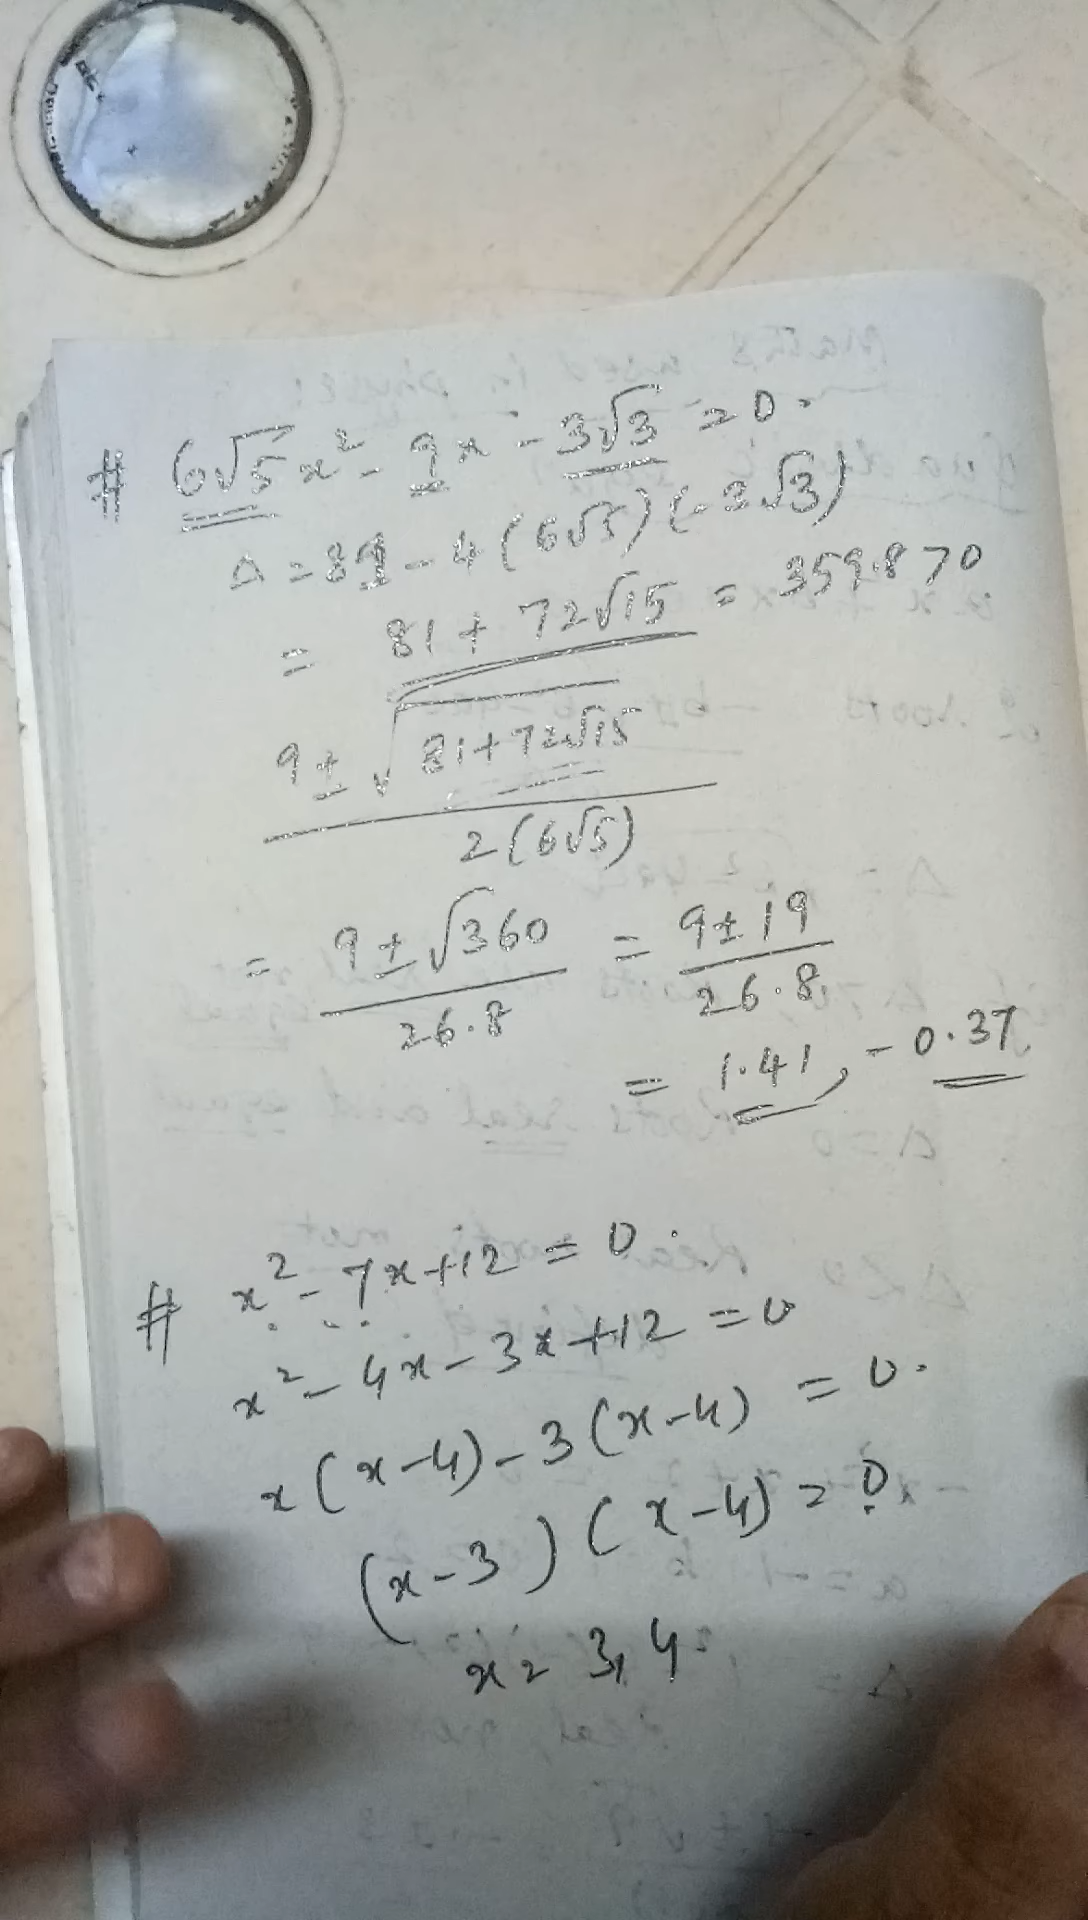 # 6√5x² - 9x - 3√3 = 0.
Δ = 81 - 4(6√5)(-3√3)
= 81 + 72√15 = 359.870
9 ± √(81+72√15) / 2(6√5)
= 9 ± √360 / 26.8 = 9 ± 19 / 26.8
= 1.41, -0.37
# x² - 7x + 12 = 0.
x² - 4x - 3x + 12 = 0
x(x-4) - 3(x-4) = 0.
(x-3)(x-4) = 0
x = 3, 4.